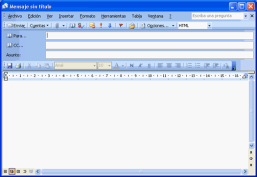 Mensaje sin título
Archivo Edición Ver Insertar Formato Herramientas Tabla Ventana ? Escriba una pregunta
Enviar Cuentas Opciones... HTML
Para...
CC...
Asunto: